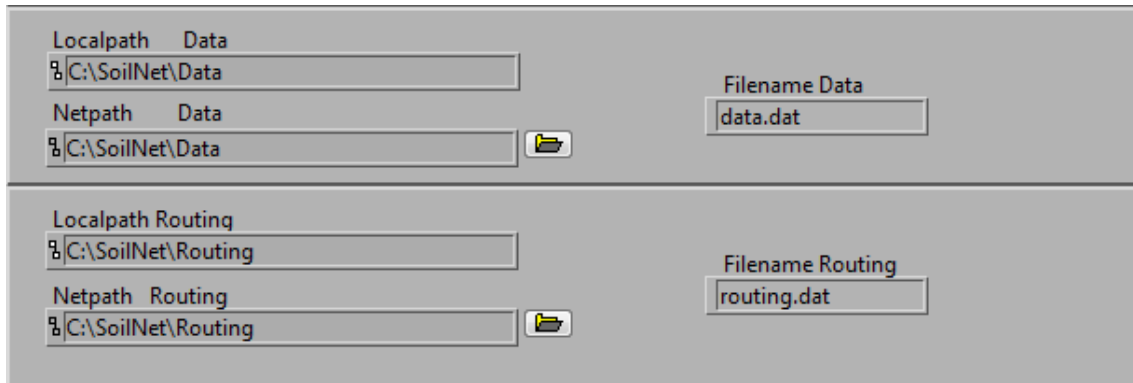 Localpath Data
C:\SoilNet\Data
Netpath Data
C:\SoilNet\Data
Filename Data
data.dat
Localpath Routing
C:\SoilNet\Routing
Netpath Routing
C:\SoilNet\Routing
Filename Routing
routing.dat